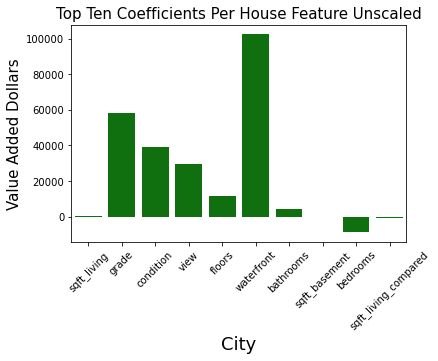 Top Ten Coefficients Per House Feature Unscaled
Value Added Dollars
100000
80000
60000
40000
20000
0
sqft_living
grade
condition
view
floors
waterfront
bathrooms
sqft_basement
bedrooms
sqft_living_compared
City